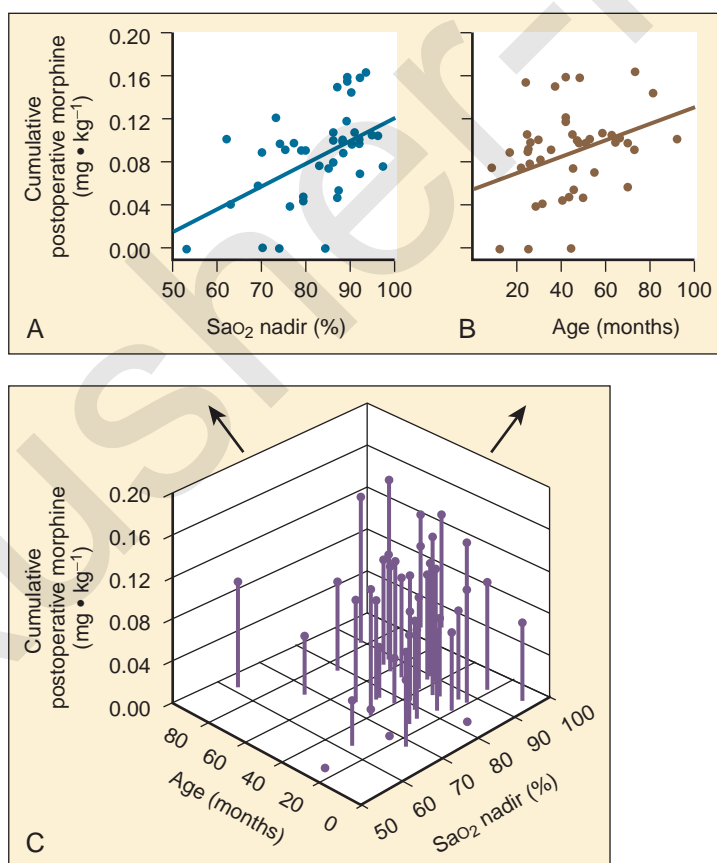 Cumulative
postoperative morphine
(mg • kg⁻¹)
0.20
0.16
0.12
0.08
0.04
0.00
50 60 70 80 90 100
SaO₂ nadir (%)
A
B
20 40 60 80 100
Age (months)
Cumulative
postoperative morphine
(mg • kg⁻¹)
0.20
0.16
0.12
0.08
0.04
0.00
80 60 40 20 0
Age (months)
50 60 70 80 90 100
SaO₂ nadir (%)
C